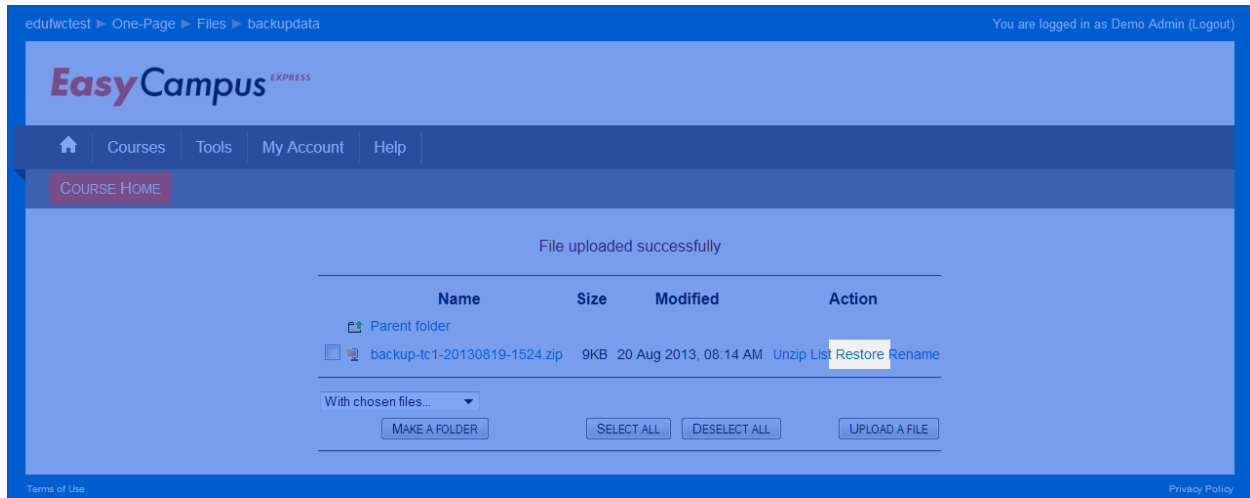 edufwctest ► One-Page ► Files ► backupdata
You are logged in as Demo Admin (Logout)
EasyCampus EXPRESS
Courses Tools My Account Help
COURSE HOME
File uploaded successfully
Name Size Modified Action
Parent folder
backup-tc1-20130819-1524.zip 9KB 20 Aug 2013, 08:14 AM Unzip List Restore Rename
With chosen files...
MAKE A FOLDER SELECT ALL DESELECT ALL UPLOAD A FILE
Terms of Use Privacy Policy